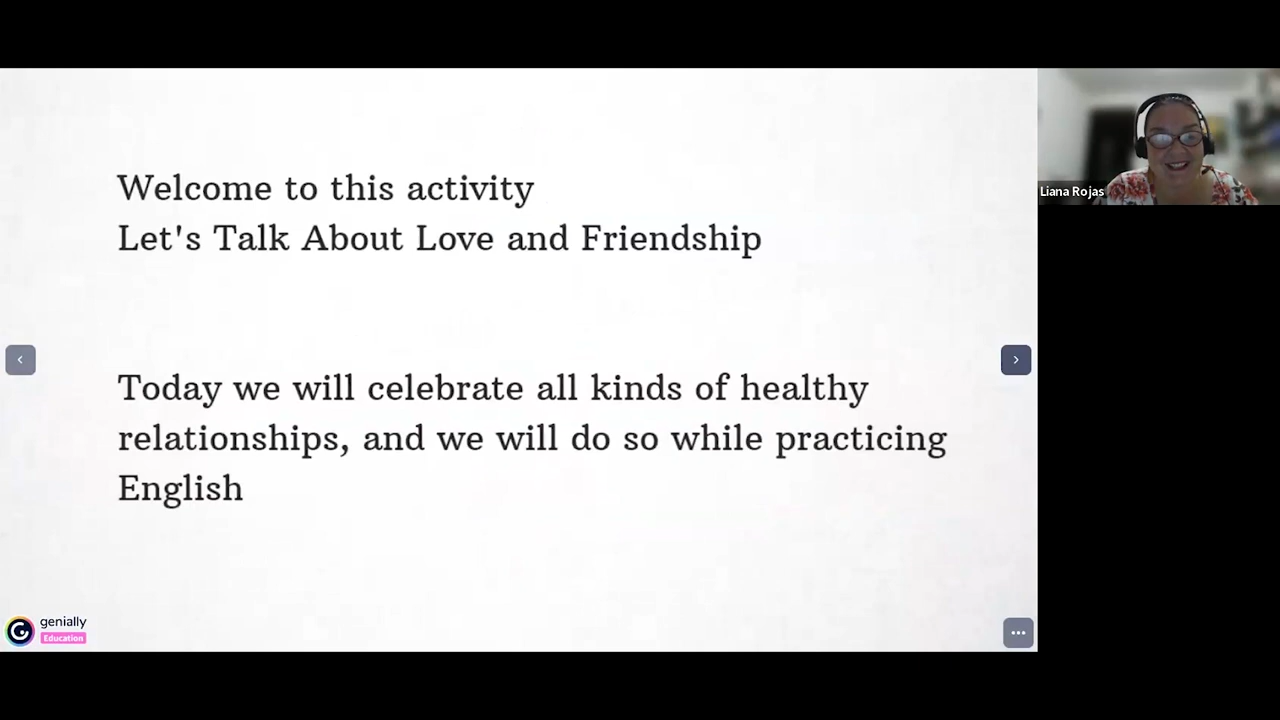 Welcome to this activity
Let's Talk About Love and Friendship
Today we will celebrate all kinds of healthy
relationships, and we will do so while practicing
English
Liana Rojas
genially
Education